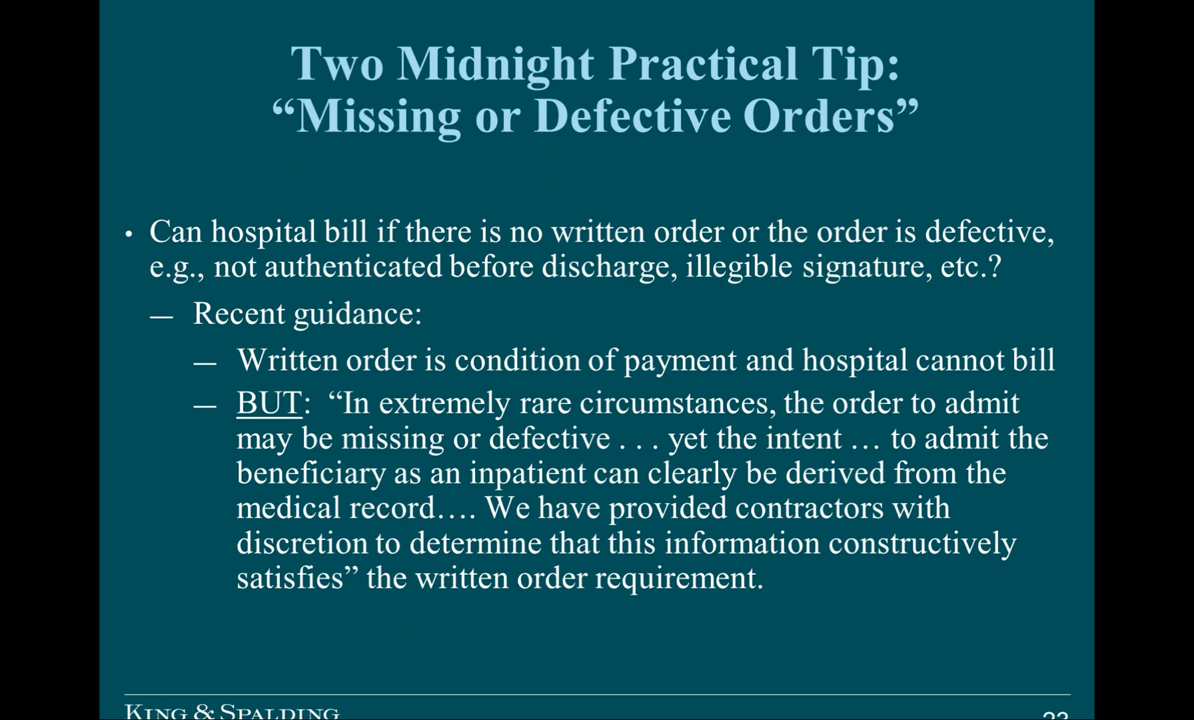 Two Midnight Practical Tip:
“Missing or Defective Orders”
• Can hospital bill if there is no written order or the order is defective,
e.g., not authenticated before discharge, illegible signature, etc.?
— Recent guidance:
— Written order is condition of payment and hospital cannot bill
— BUT: “In extremely rare circumstances, the order to admit
may be missing or defective . . . yet the intent … to admit the
beneficiary as an inpatient can clearly be derived from the
medical record…. We have provided contractors with
discretion to determine that this information constructively
satisfies” the written order requirement.
KING & SPALDING